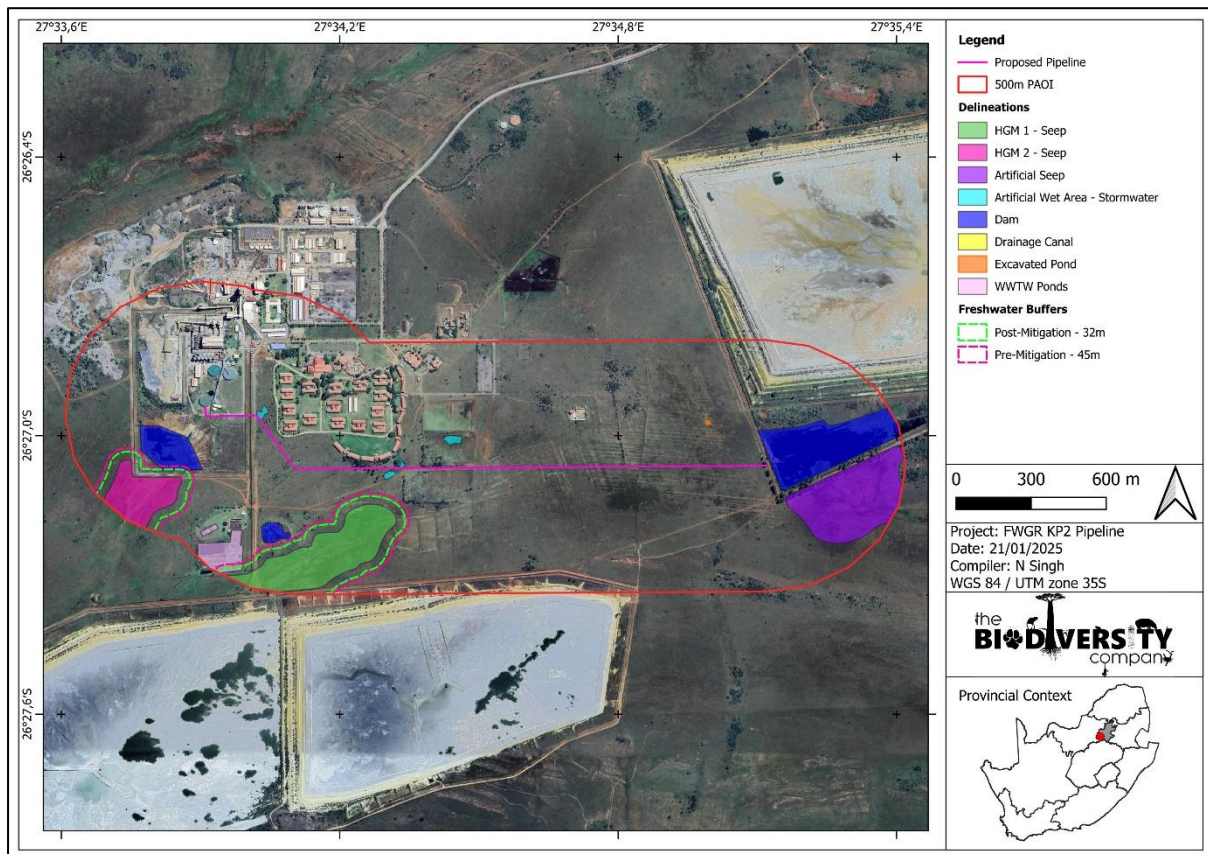 27°33,6'E 27°34,2'E 27°34,8'E 27°35,4'E
26°26,4'S
26°27,0'S
26°27,6'S
Legend
Proposed Pipeline
500m PAOI
Delineations
HGM 1 - Seep
HGM 2 - Seep
Artificial Seep
Artificial Wet Area - Stormwater
Dam
Drainage Canal
Excavated Pond
WWTW Ponds
Freshwater Buffers
Post-Mitigation - 32m
Pre-Mitigation - 45m
0 300 600 m
Project: FWGR KP2 Pipeline
Date: 21/01/2025
Compiler: N Singh
WGS 84 / UTM zone 35S
the
BIODIVERSITY
company
Provincial Context